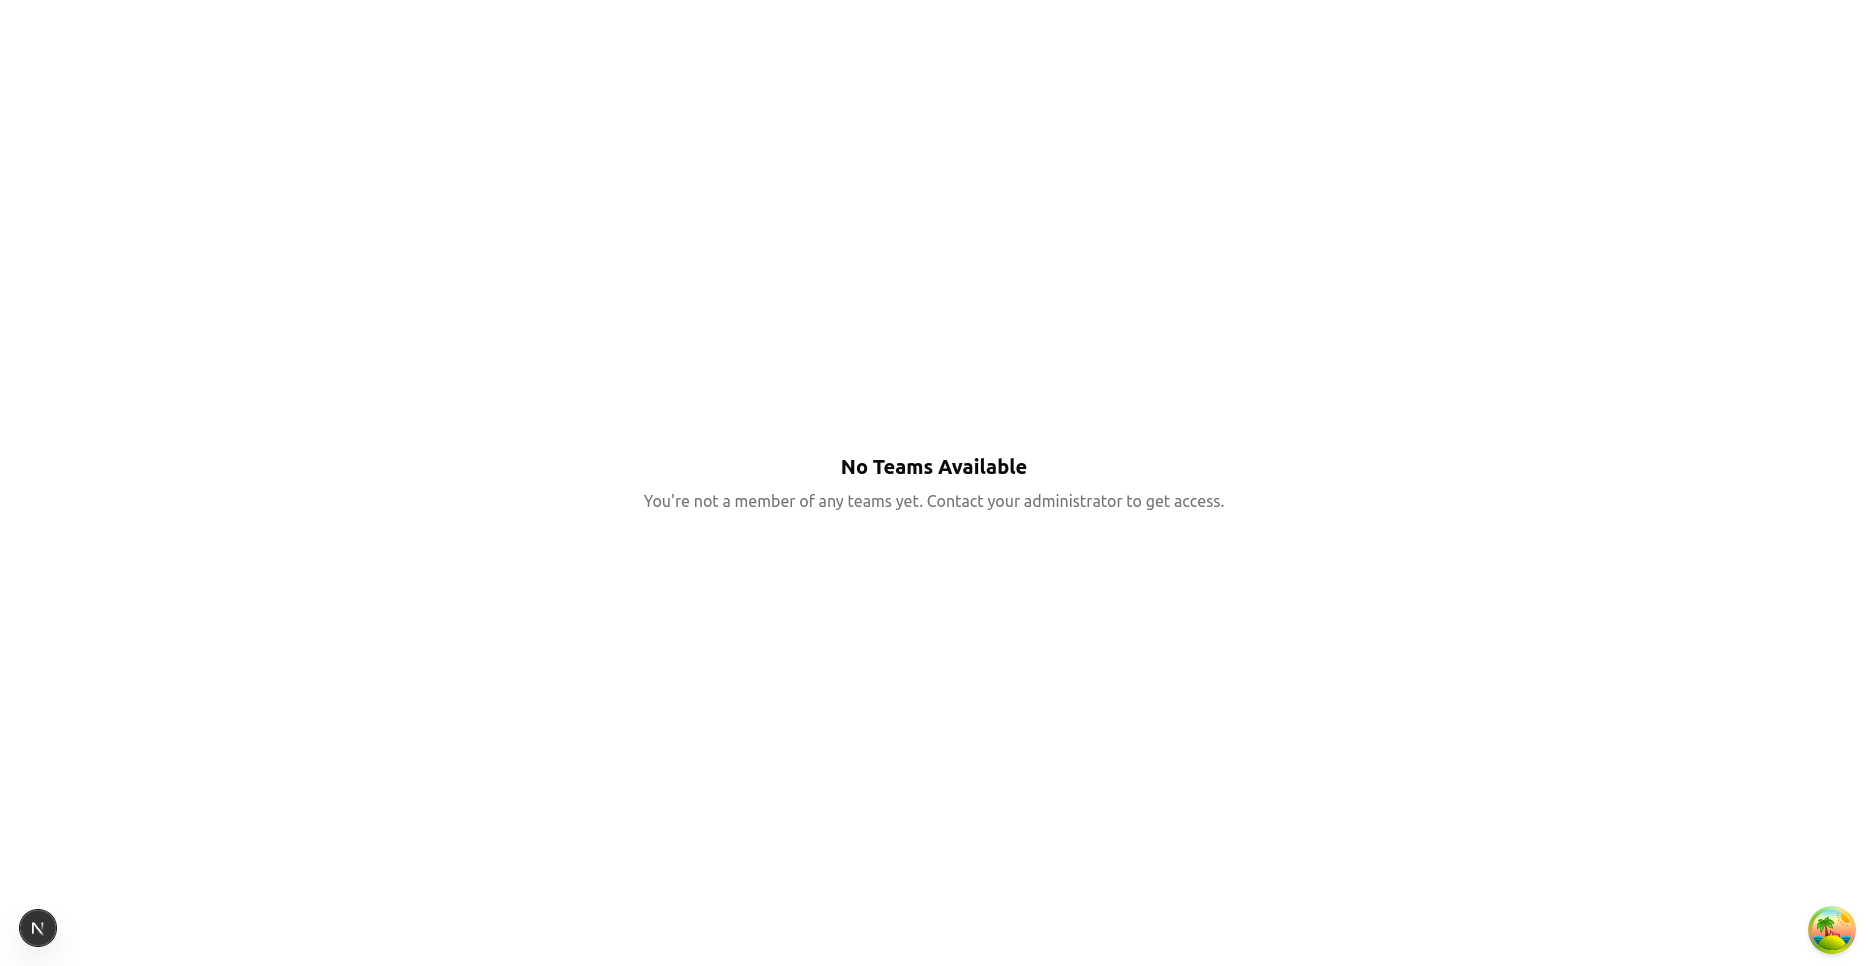 No Teams Available
You're not a member of any teams yet. Contact your administrator to get access.
N